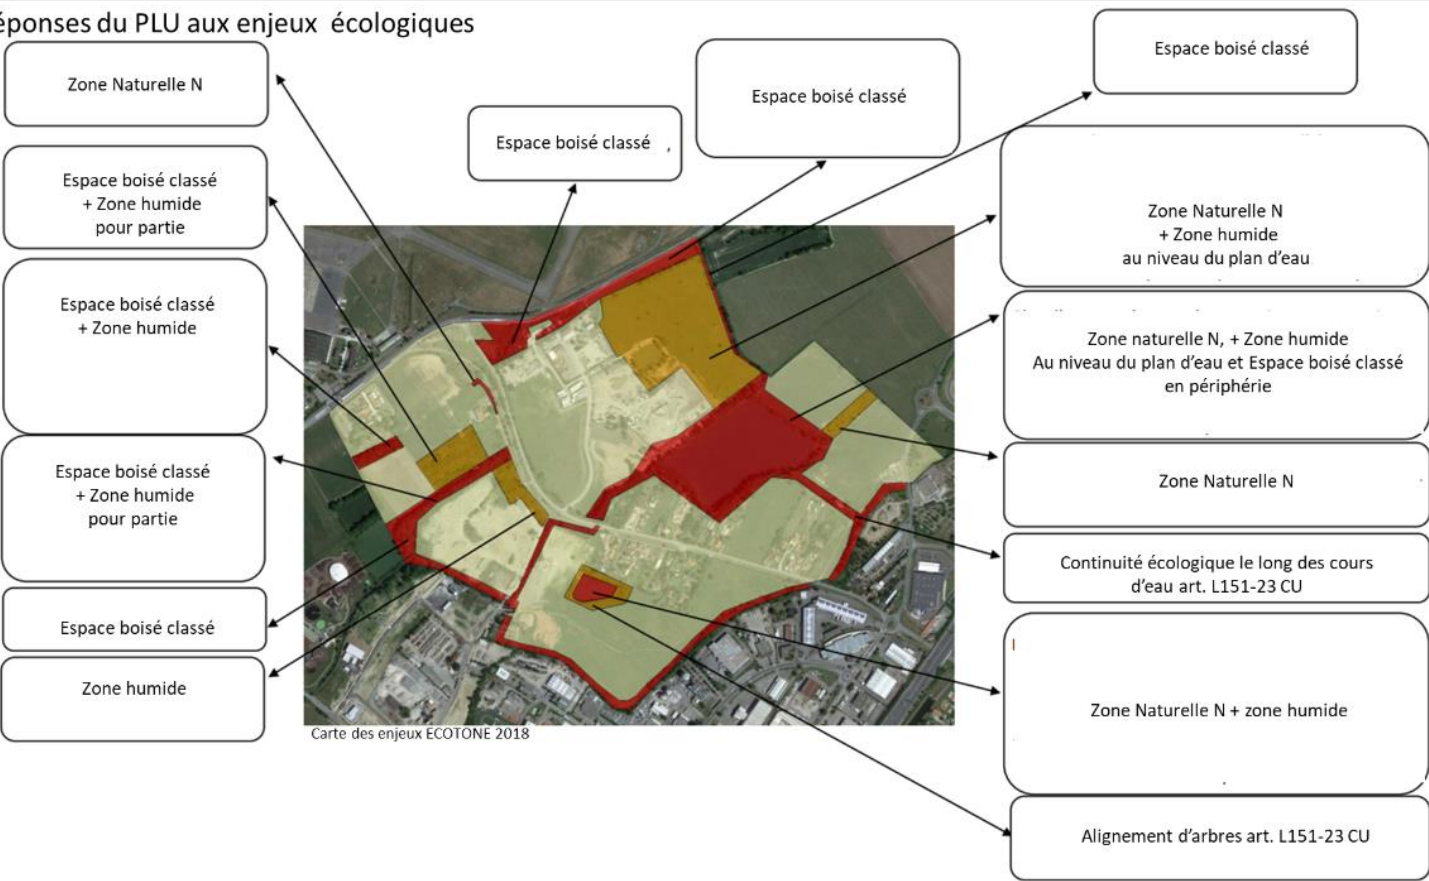 éponses du PLU aux enjeux écologiques
Zone Naturelle N
Espace boisé classé
+ Zone humide
pour partie
Espace boisé classé
+ Zone humide
Espace boisé classé
+ Zone humide
pour partie
Espace boisé classé
Zone humide
Espace boisé classé ,
Espace boisé classé
Espace boisé classé
Zone Naturelle N
+ Zone humide
au niveau du plan d’eau
Zone naturelle N, + Zone humide
Au niveau du plan d’eau et Espace boisé classé
en périphérie
Zone Naturelle N
Continuité écologique le long des cours
d’eau art. L151-23 CU
Zone Naturelle N + zone humide
Alignement d’arbres art. L151-23 CU
Carte des enjeux ECOTONE 2018